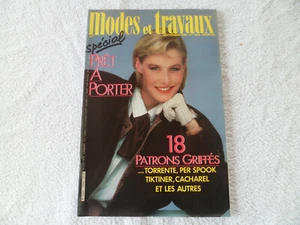 Modes et travaux
spécial
PRÊT
A
PORTER
18
PATRONS GRIFFÉS
...TORRENTE, PER SPOOK
TIKTINER, CACHAREL
ET LES AUTRES